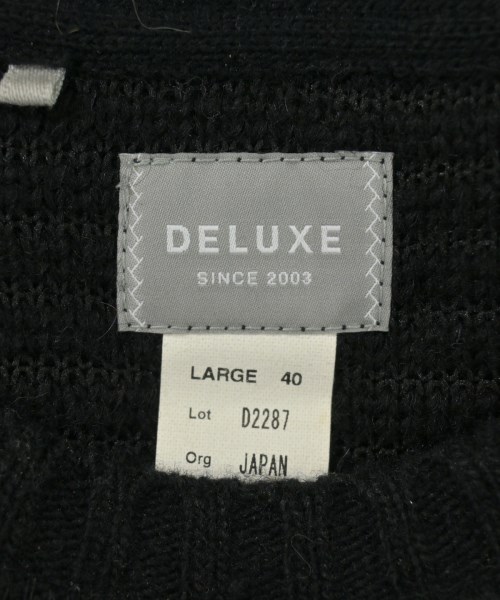 DELUXE
SINCE 2003
LARGE 40
Lot D2287
Org JAPAN